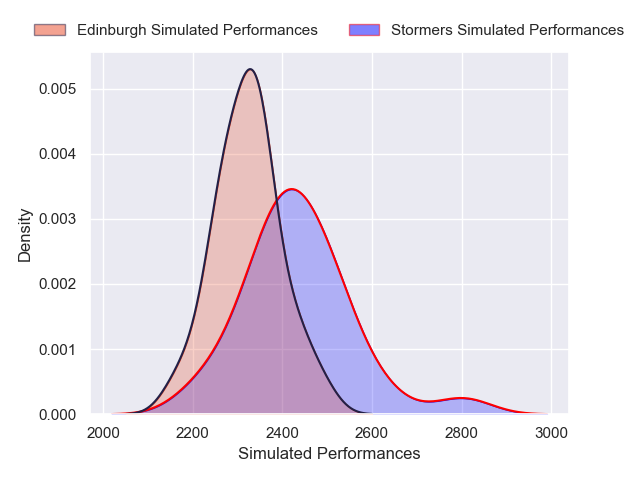 Edinburgh Simulated Performances
Stormers Simulated Performances
0.005
0.004
0.003
0.002
0.001
0.000
Density
2000 2200 2400 2600 2800 3000
Simulated Performances